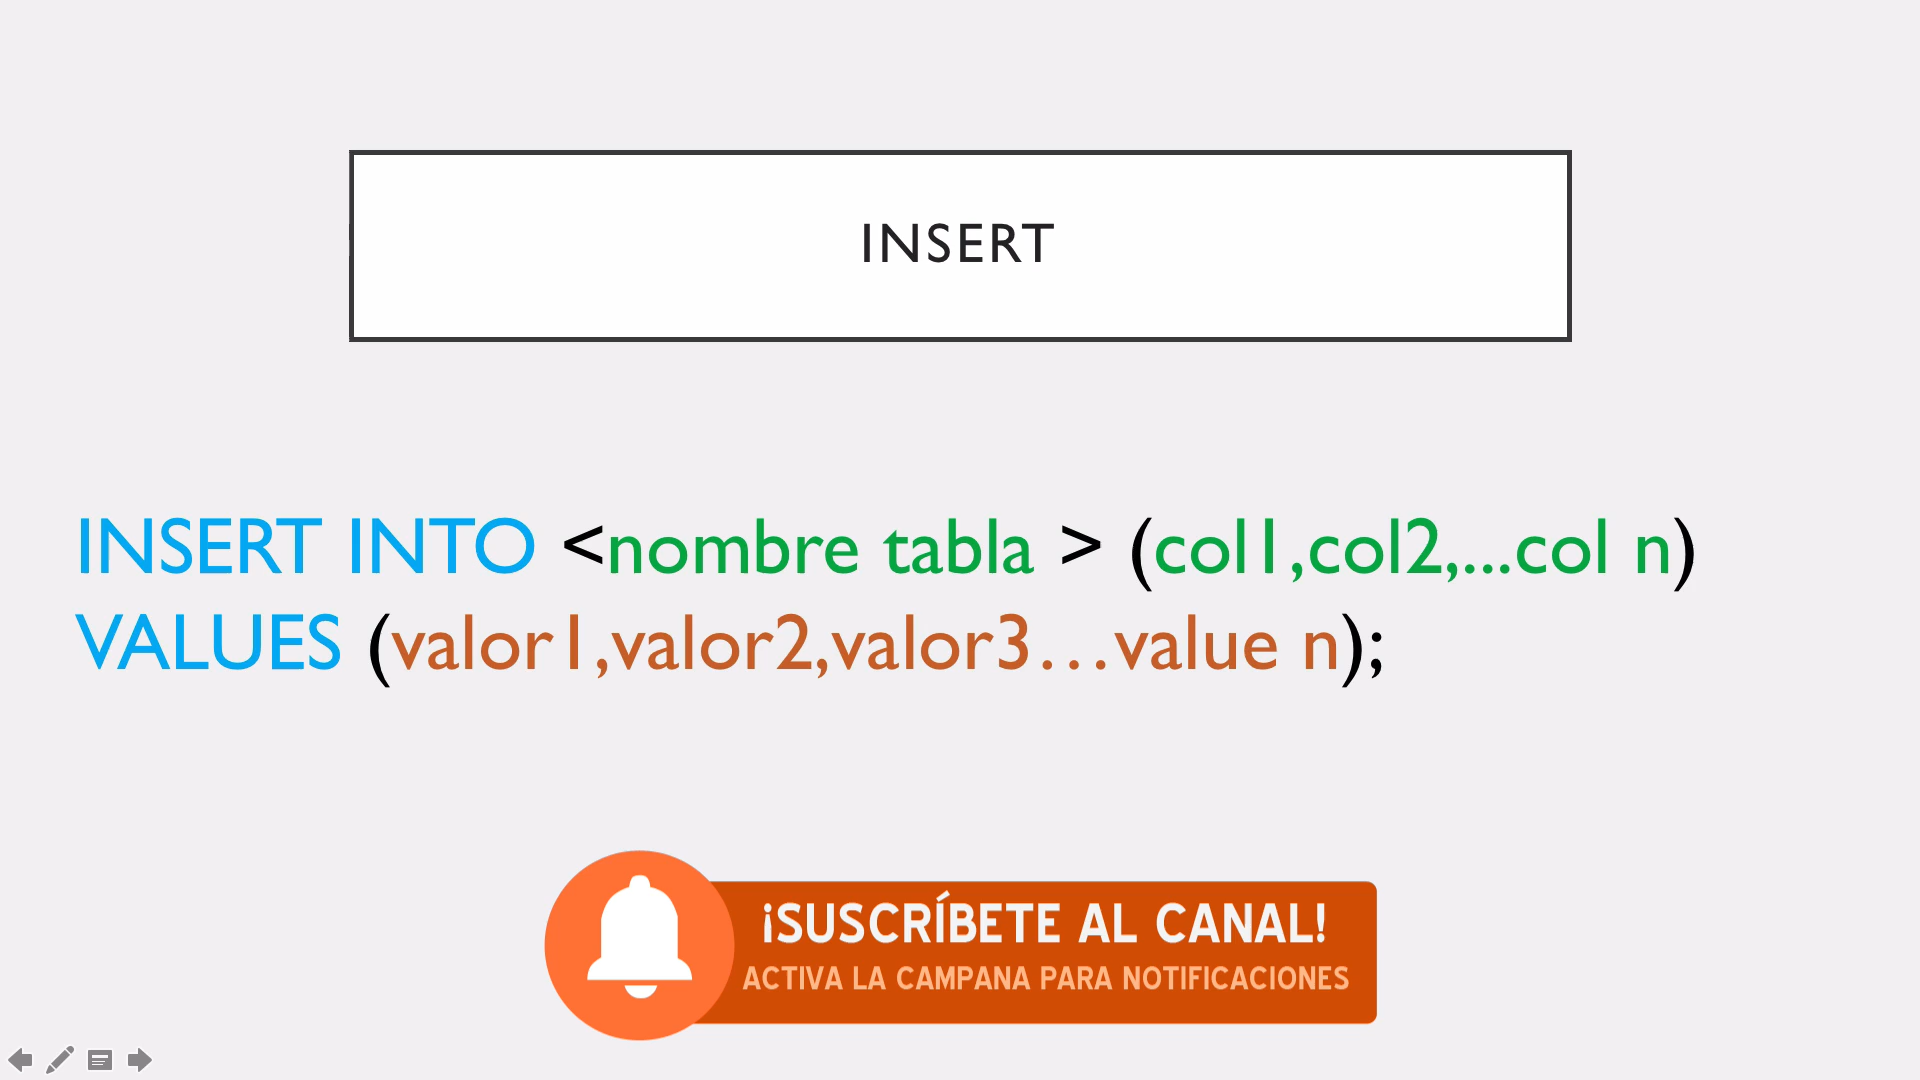 INSERT
INSERT INTO <nombre tabla > (col1,col2,...col n)
VALUES (valor1,valor2,valor3…value n);
¡SUSCRÍBETE AL CANAL!
ACTIVA LA CAMPANA PARA NOTIFICACIONES